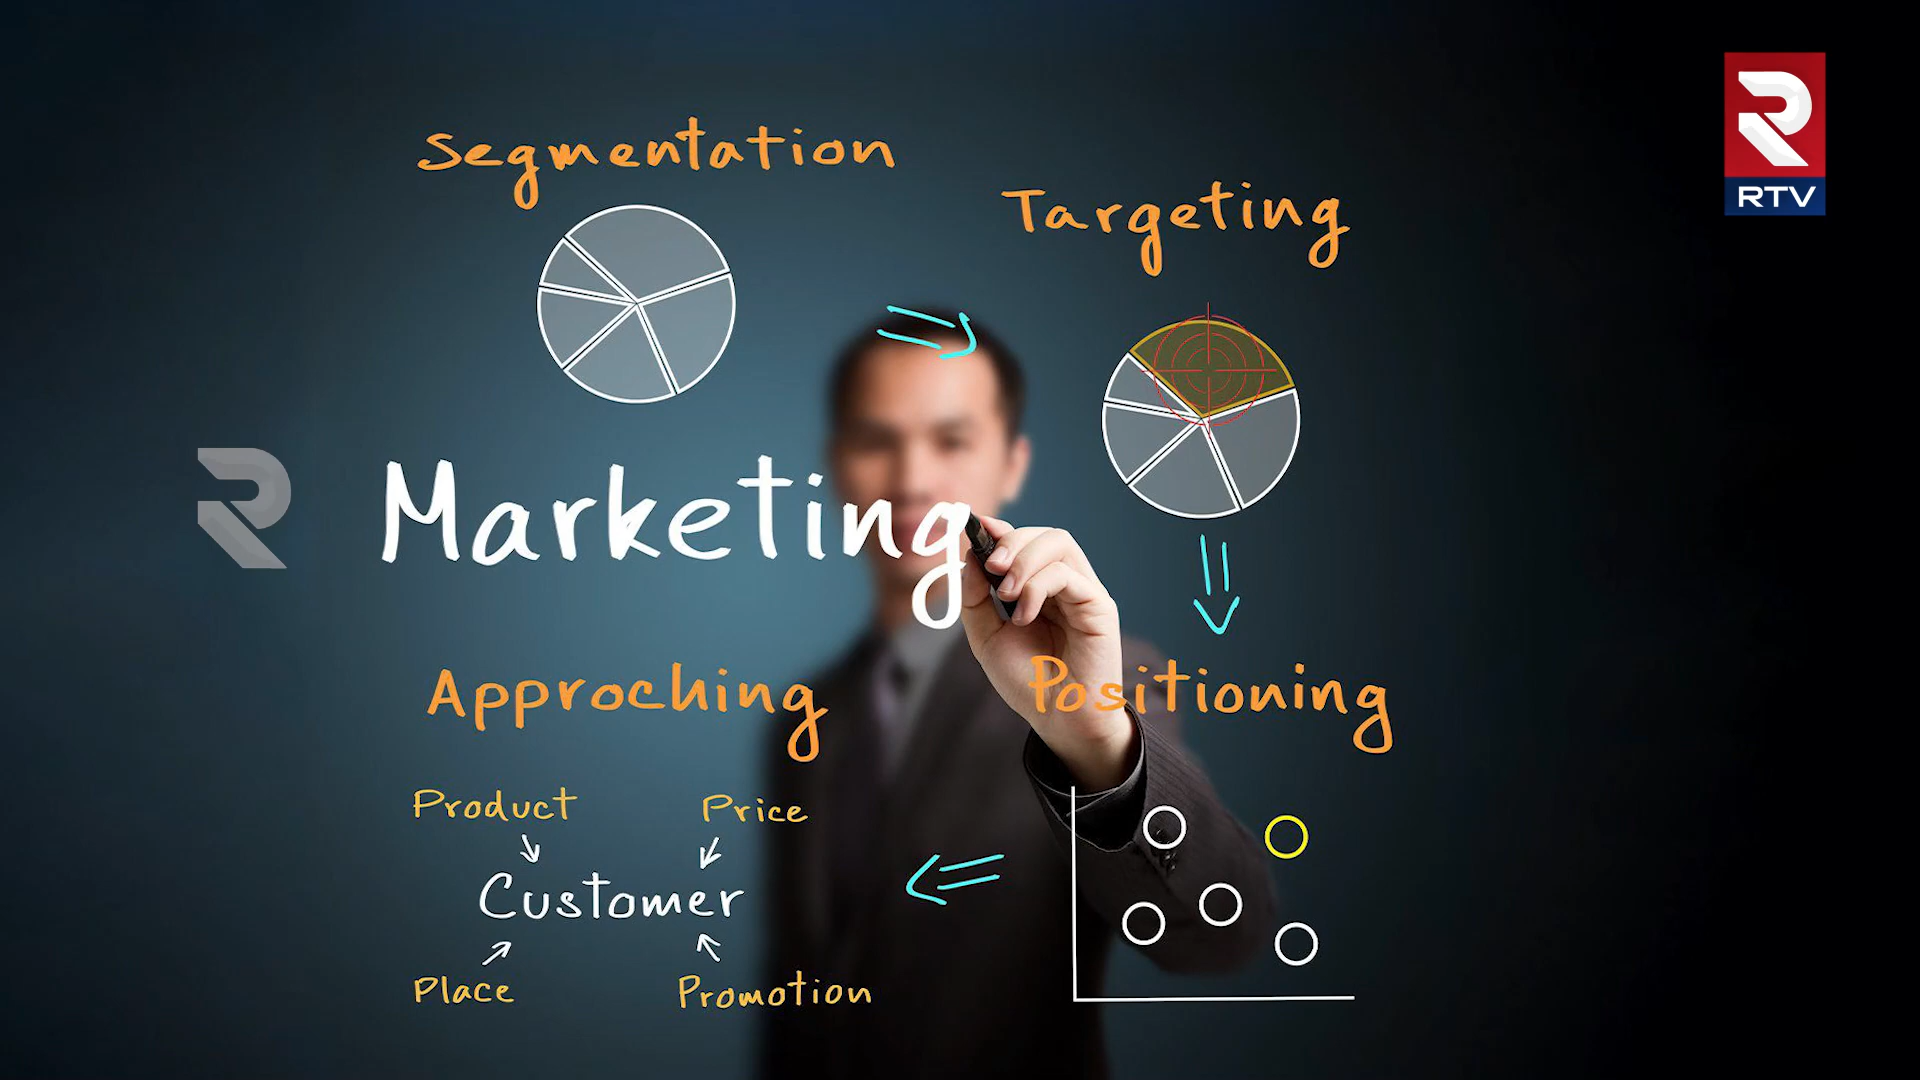 Segmentation
Targeting
RTV
Marketing
Approching
Positioning
Product
Price
Customer
Place
Promotion